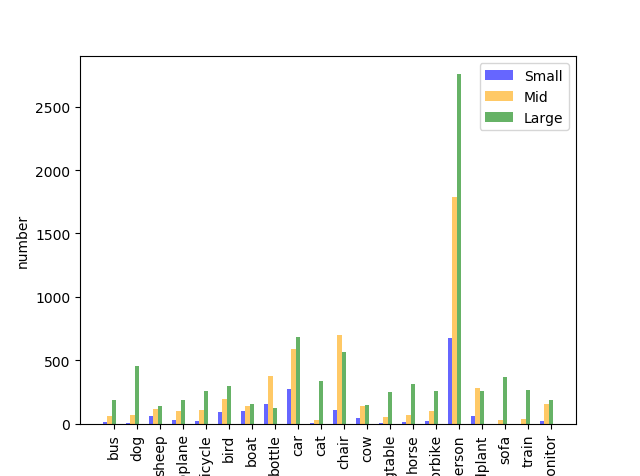 Small
Mid
Large
number
2500
2000
1500
1000
500
0
bus
dog
sheep
plane
icycle
bird
boat
bottle
car
cat
chair
cow
gtable
horse
orbike
erson
dplant
sofa
train
onitor